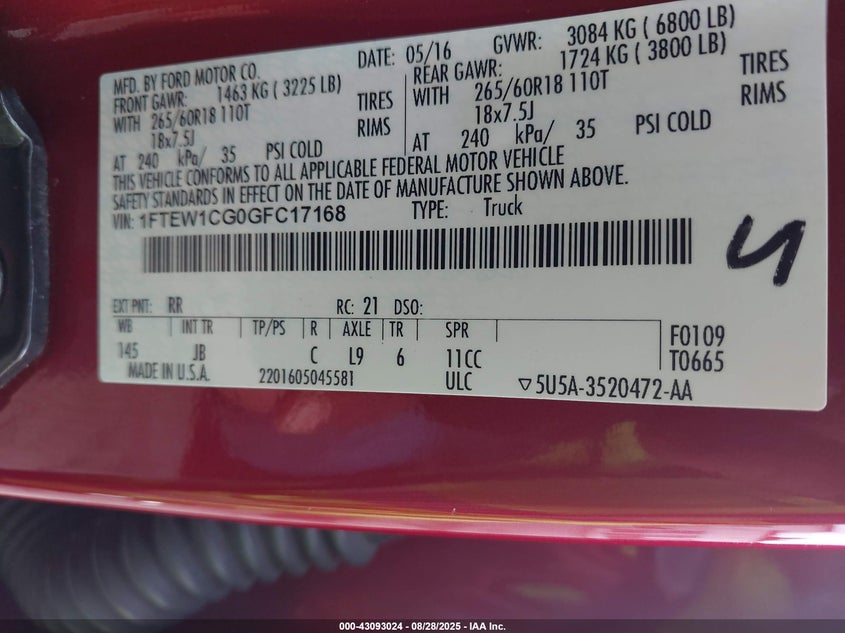 MFD. BY FORD MOTOR CO.
DATE: 05/16 GVWR: 3084 KG ( 6800 LB)
FRONT GAWR: 1463 KG ( 3225 LB)
REAR GAWR: 1724 KG ( 3800 LB)
WITH 265/60R18 110T TIRES
WITH 265/60R18 110T TIRES
18x7.5J RIMS
18x7.5J RIMS
AT 240 kPa/ 35 PSI COLD
AT 240 kPa/ 35 PSI COLD
THIS VEHICLE CONFORMS TO ALL APPLICABLE FEDERAL MOTOR VEHICLE
SAFETY STANDARDS IN EFFECT ON THE DATE OF MANUFACTURE SHOWN ABOVE.
VIN: 1FTEW1CG0GFC17168 TYPE: Truck
EXT PNT: RR RC: 21 DSO:
WB INT TR TP/PS R AXLE TR SPR F0109
145 JB C L9 6 11CC T0665
MADE IN U.S.A. 2201605045581 ULC ▽5U5A-3520472-AA
000-43093024 - 08/28/2025 - IAA Inc.